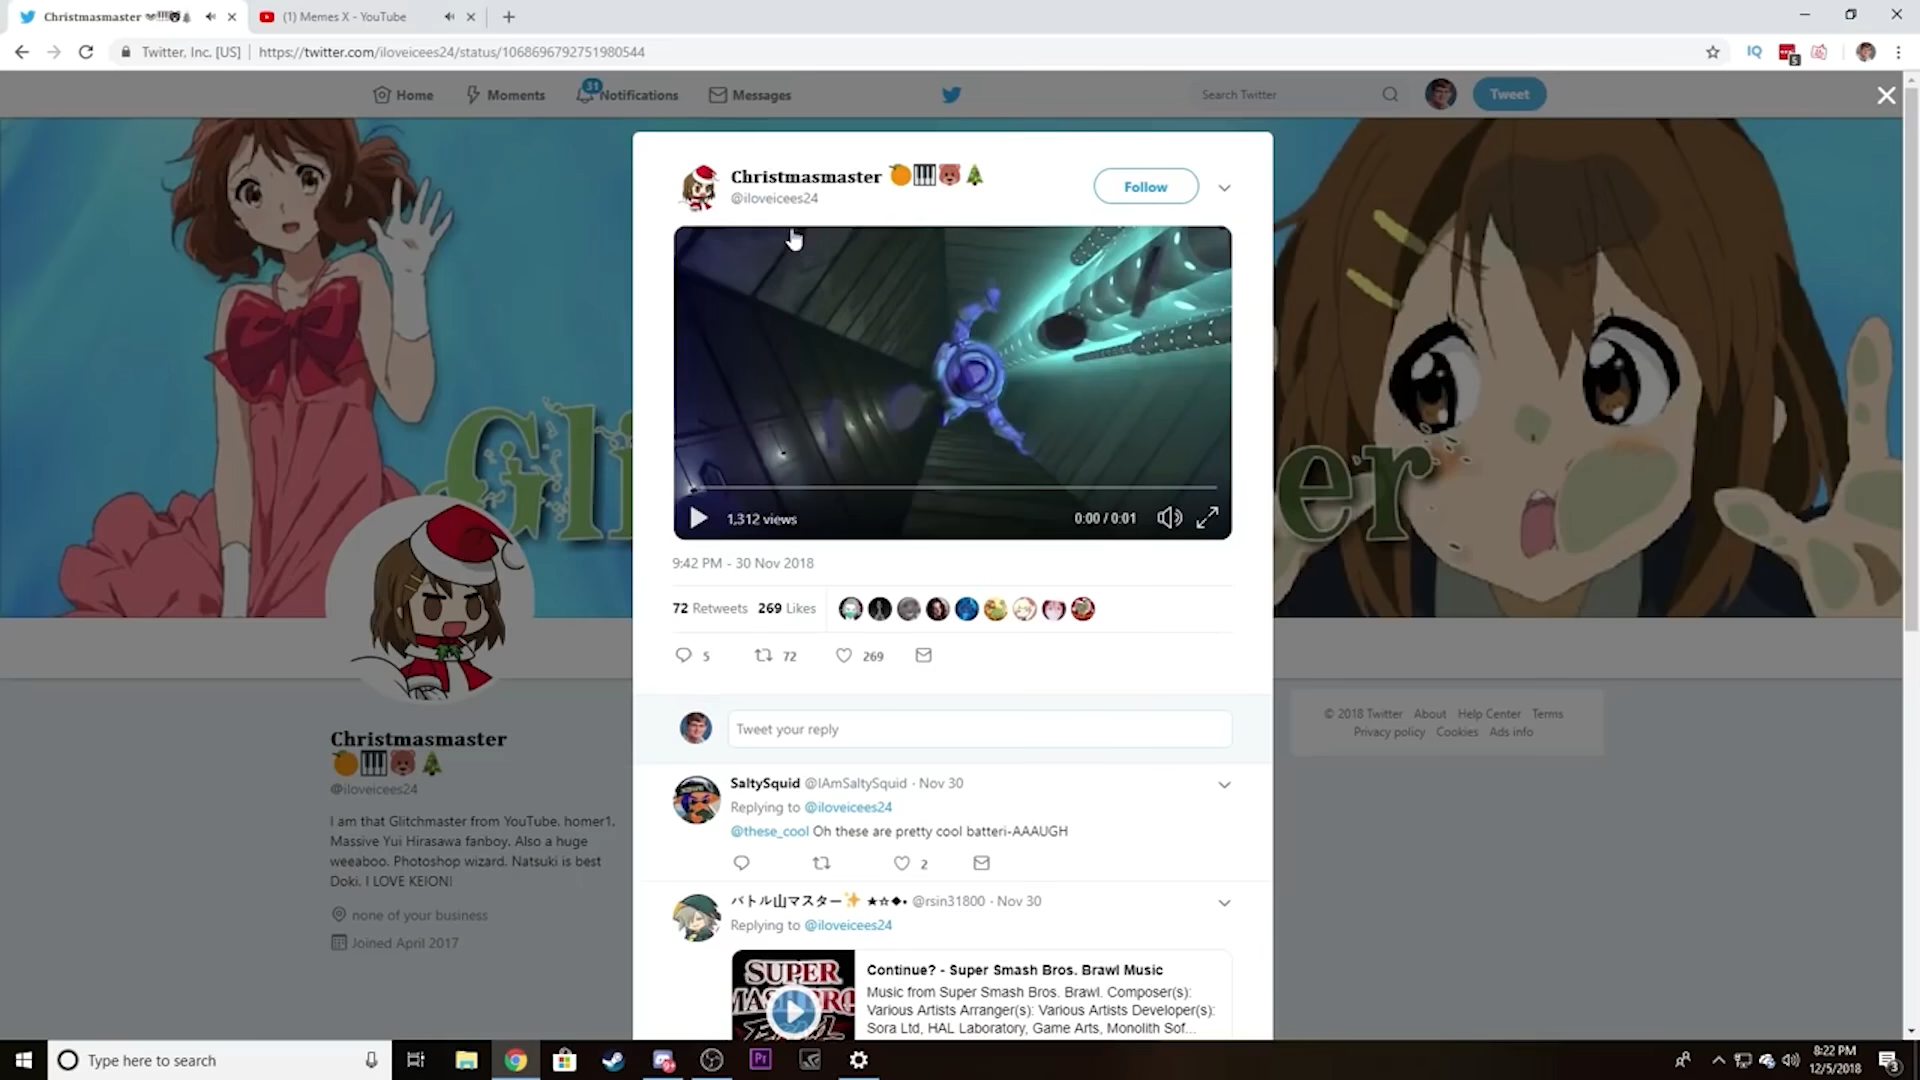 Christmasmaster
(1) Memes X - YouTube
Twitter, Inc. [US] | https://twitter.com/iloveicees24/status/1068696792751980544
Home Moments 31 Notifications Messages Search Twitter Tweet
Christmasmaster
@iloveicees24
Follow
1,312 views 0:00 / 0:01
9:42 PM - 30 Nov 2018
72 Retweets 269 Likes
5 72 269
Tweet your reply
SaltySquid @IAmSaltySquid · Nov 30
Replying to @iloveicees24
@these_cool Oh these are pretty cool batteri-AAAUGH
2
バトル山マスター✨ ★☆◆• @rsin31800 · Nov 30
Replying to @iloveicees24
SUPER
Continue? - Super Smash Bros. Brawl Music
Music from Super Smash Bros. Brawl. Composer(s):
Various Artists Arranger(s): Various Artists Developer(s):
Sora Ltd, HAL Laboratory, Game Arts, Monolith Sof...
Christmasmaster
@iloveicees24
I am that Glitchmaster from YouTube. homer1.
Massive Yui Hirasawa fanboy. Also a huge
weeaboo. Photoshop wizard. Natsuki is best
Doki. I LOVE KEION!
none of your business
Joined April 2017
Gli
er
© 2018 Twitter About Help Center Terms
Privacy policy Cookies Ads info
Type here to search
Pr
8:22 PM
12/5/2018
3